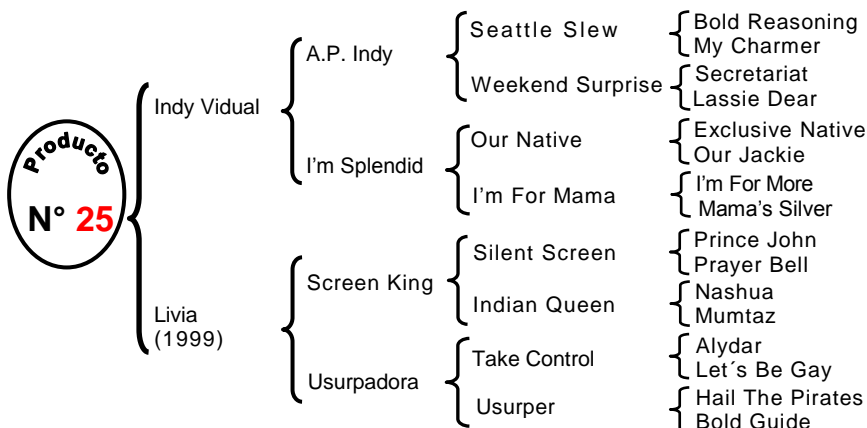 Producto
N° 25
Indy Vidual
Livia
(1999)
A.P. Indy
I'm Splendid
Screen King
Usurpadora
Seattle Slew
Weekend Surprise
Our Native
I'm For Mama
Silent Screen
Indian Queen
Take Control
Usurper
Bold Reasoning
My Charmer
Secretariat
Lassie Dear
Exclusive Native
Our Jackie
I'm For More
Mama's Silver
Prince John
Prayer Bell
Nashua
Mumtaz
Alydar
Let´s Be Gay
Hail The Pirates
Bold Guide